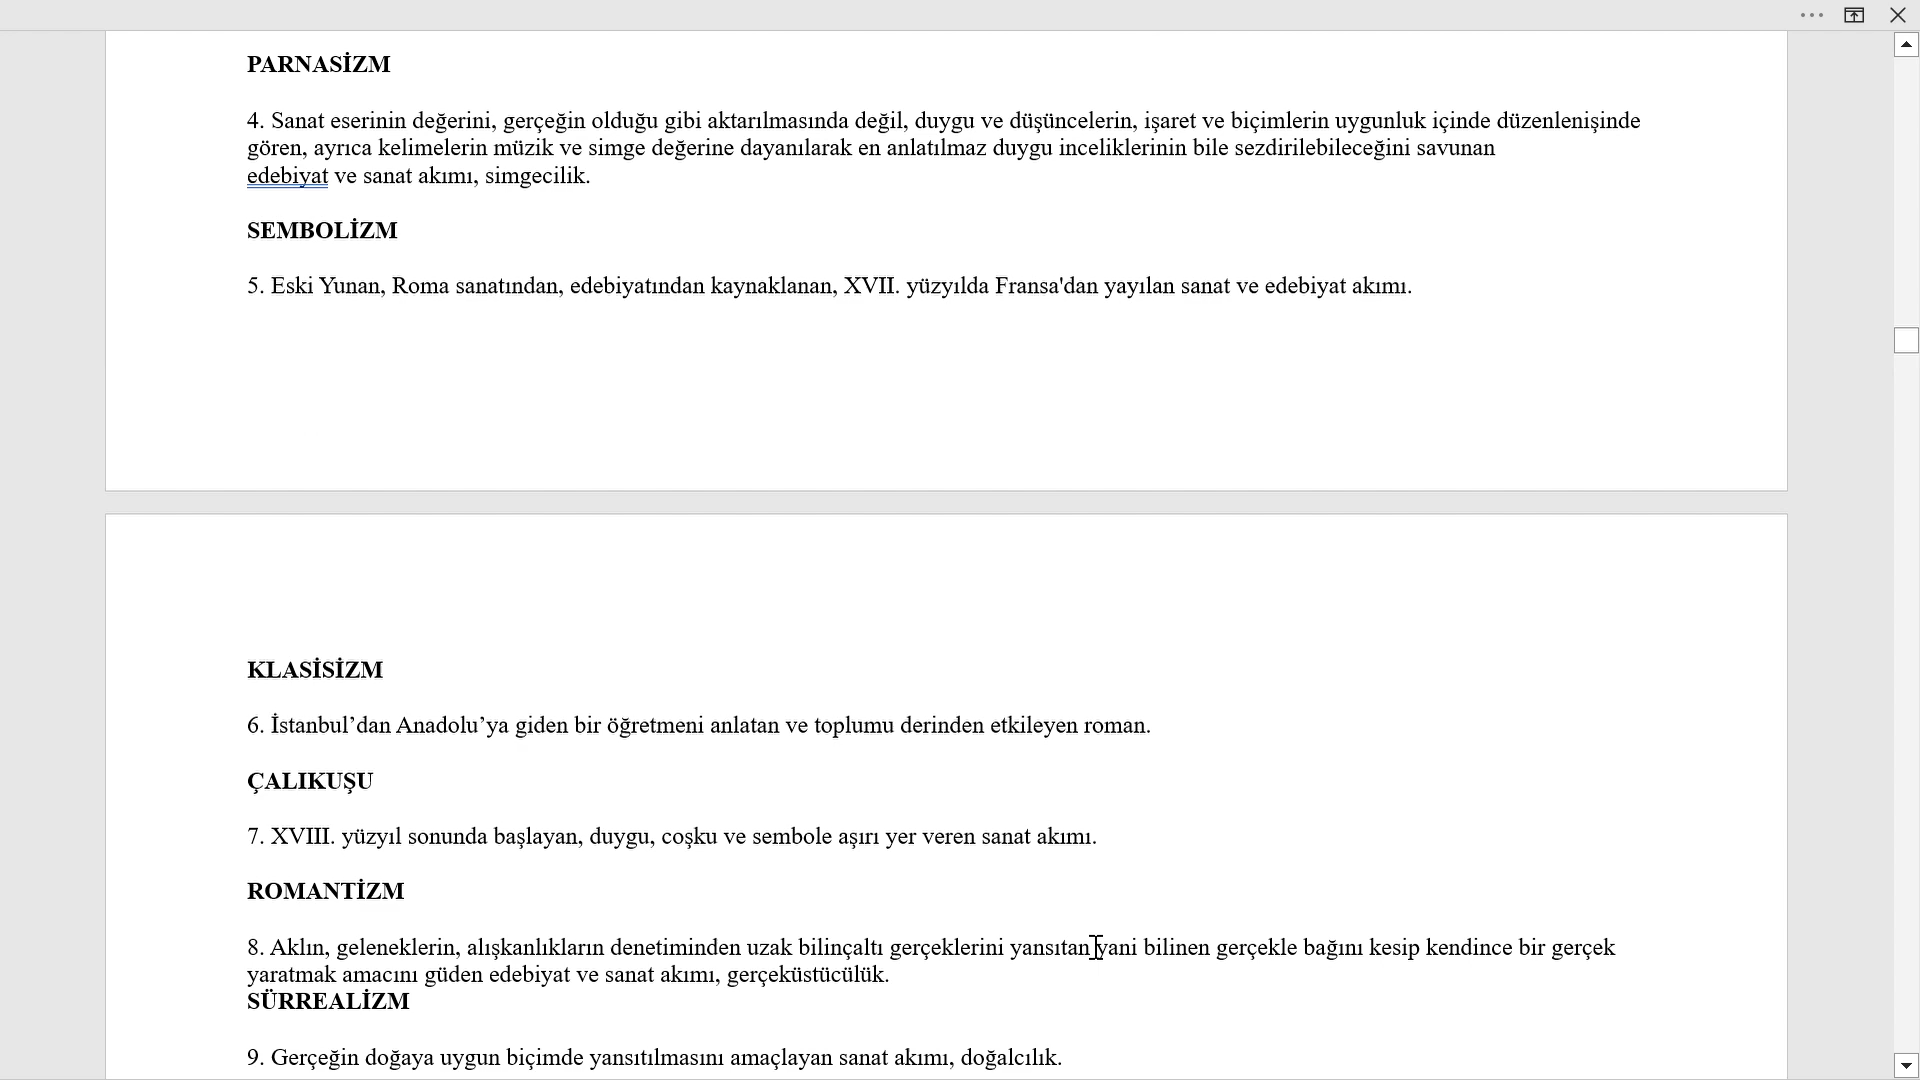 PARNASİZM
4. Sanat eserinin değerini, gerçeğin olduğu gibi aktarılmasında değil, duygu ve düşüncelerin, işaret ve biçimlerin uygunluk içinde düzenlenişinde
gören, ayrıca kelimelerin müzik ve simge değerine dayanılarak en anlatılmaz duygu inceliklerinin bile sezdirilebileceğini savunan
edebiyat ve sanat akımı, simgecilik.
SEMBOLİZM
5. Eski Yunan, Roma sanatından, edebiyatından kaynaklanan, XVII. yüzyılda Fransa'dan yayılan sanat ve edebiyat akımı.
KLASİSİZM
6. İstanbul’dan Anadolu’ya giden bir öğretmeni anlatan ve toplumu derinden etkileyen roman.
ÇALIKUŞU
7. XVIII. yüzyıl sonunda başlayan, duygu, coşku ve sembole aşırı yer veren sanat akımı.
ROMANTİZM
8. Aklın, geleneklerin, alışkanlıkların denetiminden uzak bilinçaltı gerçeklerini yansıtan yani bilinen gerçekle bağını kesip kendince bir gerçek
yaratmak amacını güden edebiyat ve sanat akımı, gerçeküstücülük.
SÜRREALİZM
9. Gerçeğin doğaya uygun biçimde yansıtılmasını amaçlayan sanat akımı, doğalcılık.